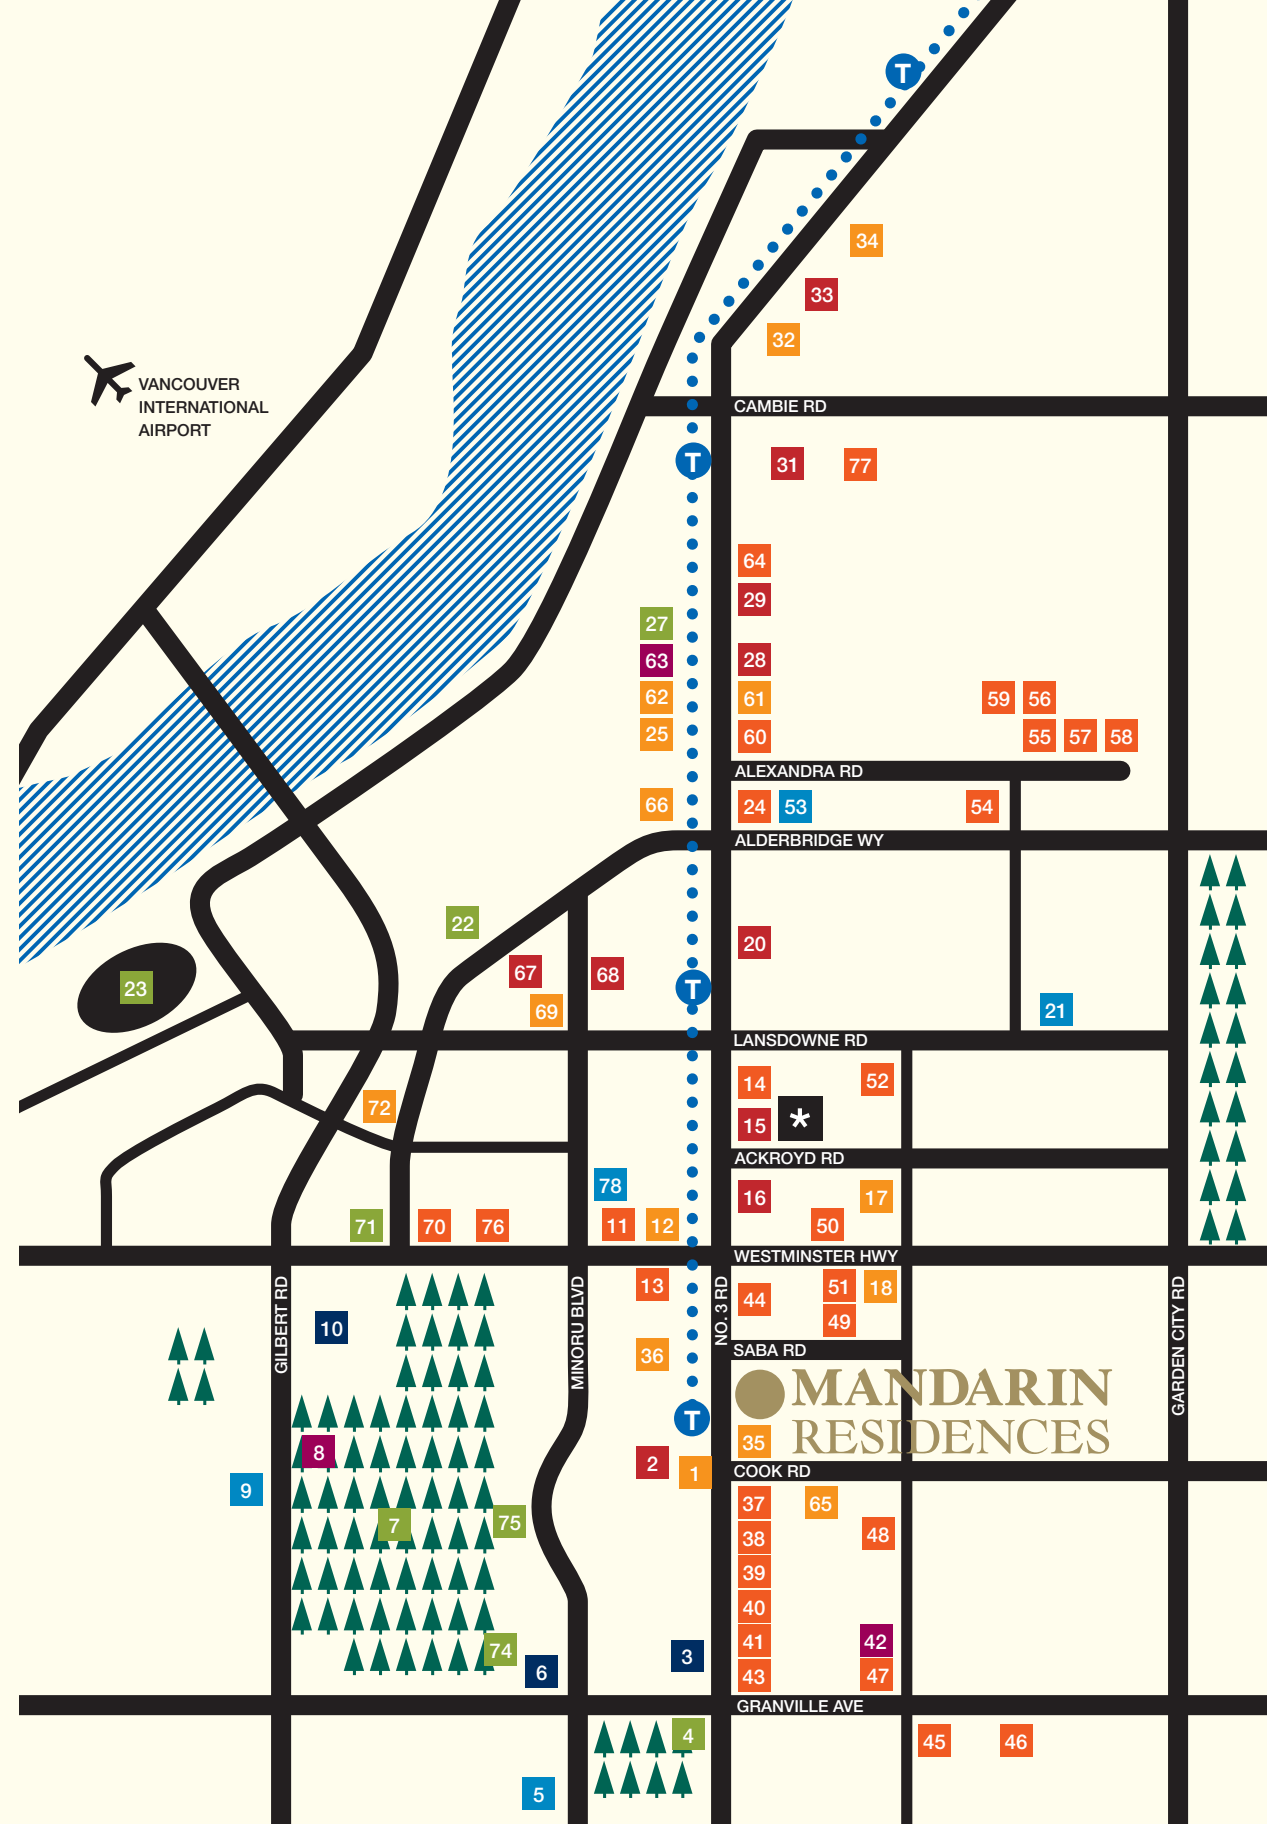 T
34
33
32
VANCOUVER
INTERNATIONAL
AIRPORT
CAMBIE RD
T
31 77
64
29
27
63 28
62 61 59 56
25 60 55 57 58
ALEXANDRA RD
66 24 53 54
ALDERBRIDGE WY
22
20
67 68
69
23
T
21
LANSDOWNE RD
14 52
72
15 *
ACKROYD RD
78
16 17
71 70 76 11 12 50
WESTMINSTER HWY
13 51 18
44
49
10
GILBERT RD
MINORU BLVD
NO. 3 RD
GARDEN CITY RD
SABA RD
36
MANDARIN
RESIDENCES
T
35
8
2 1
COOK RD
9
37 65
7 75
38 48
39
40
41 42
74
6 3
43 47
GRANVILLE AVE
4
45 46
5